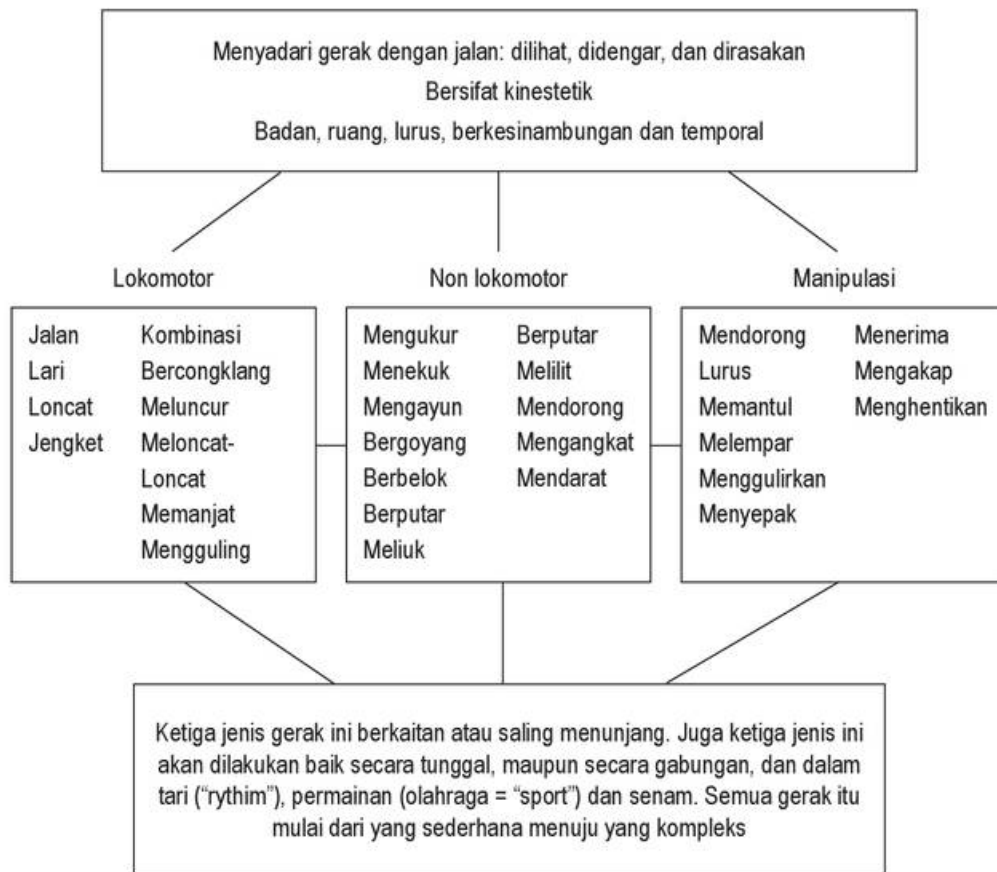 Menyadari gerak dengan jalan: dilihat, didengar, dan dirasakan
Bersifat kinestetik
Badan, ruang, lurus, berkesinambungan dan temporal
Lokomotor
Jalan
Lari
Loncat
Jengket
Kombinasi
Bercongklang
Meluncur
Meloncat-
Loncat
Memanjat
Mengguling
Non lokomotor
Mengukur
Menekuk
Mengayun
Bergoyang
Berbelok
Berputar
Meliuk
Berputar
Melilit
Mendorong
Mengangkat
Mendarat
Manipulasi
Mendorong
Lurus
Memantul
Melempar
Menggulirkan
Menyepak
Menerima
Mengakap
Menghentikan
Ketiga jenis gerak ini berkaitan atau saling menunjang. Juga ketiga jenis ini
akan dilakukan baik secara tunggal, maupun secara gabungan, dan dalam
tari (“rythim”), permainan (olahraga = “sport”) dan senam. Semua gerak itu
mulai dari yang sederhana menuju yang kompleks